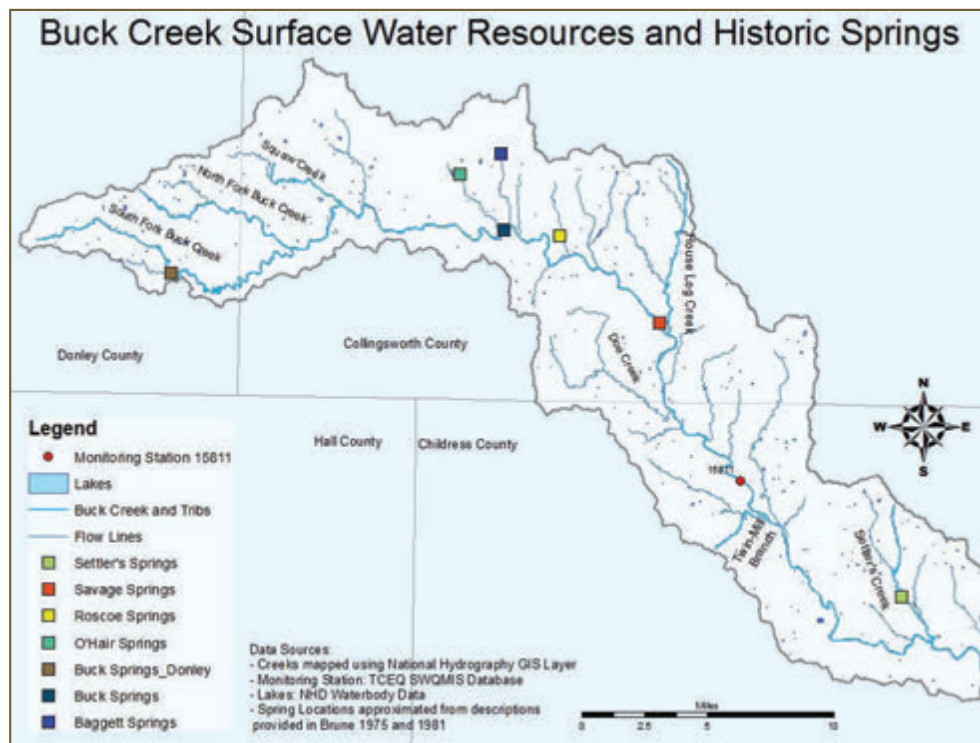 Buck Creek Surface Water Resources and Historic Springs
Squaw Creek
North Fork Buck Creek
South Fork Buck Creek
House Log Creek
Doe Creek
Donley County
Collingsworth County
Hall County
Childress County
N
W
E
S
15811
Twin-Mill
Branch
Settler's Creek
Legend
Monitoring Station 15811
Lakes
Buck Creek and Tribs
Flow Lines
Settler's Springs
Savage Springs
Roscoe Springs
O'Hair Springs
Buck Springs_Donley
Buck Springs
Baggett Springs
Data Sources:
- Creeks mapped using National Hydrography GIS Layer
- Monitoring Station: TCEQ SWQMIS Database
- Lakes: NHD Waterbody Data
- Spring Locations approximated from descriptions
provided in Brune 1975 and 1981
Miles
0 2.5 5 10